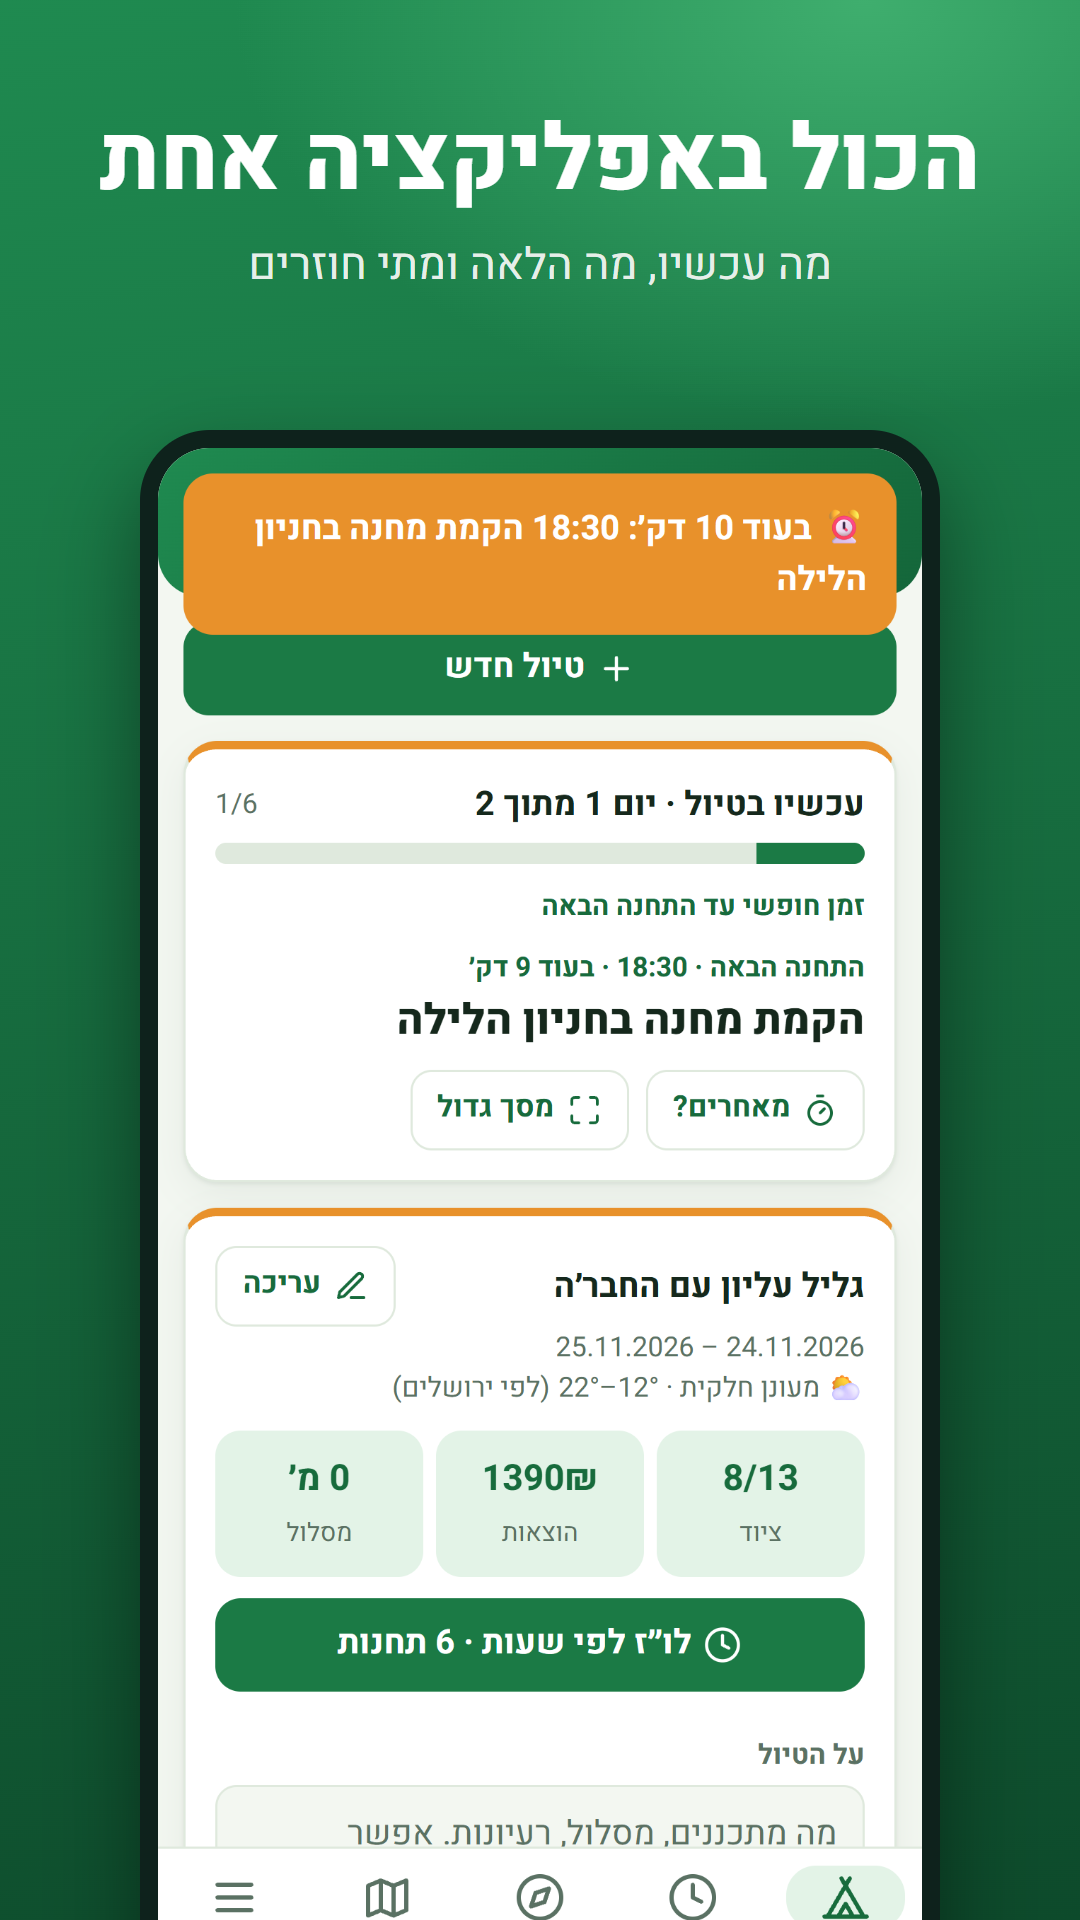 הכול באפליקציה אחת
מה עכשיו, מה הלאה ומתי חוזרים
⏰ בעוד 10 דק׳: 18:30 הקמת מחנה בחניון
הלילה
+ טיול חדש
עכשיו בטיול · יום 1 מתוך 2
1/6
זמן חופשי עד התחנה הבאה
התחנה הבאה · 18:30 · בעוד 9 דק׳
הקמת מחנה בחניון הלילה
מאחרים?
מסך גדול
גליל עליון עם החבר׳ה
עריכה
24.11.2026 – 25.11.2026
🌤️ מעונן חלקית · 12°–22° (לפי ירושלים)
8/13
ציוד
₪1390
הוצאות
0 מ׳
מסלול
לו״ז לפי שעות · 6 תחנות
על הטיול
מה מתכננים, מסלול, רעיונות. אפשר